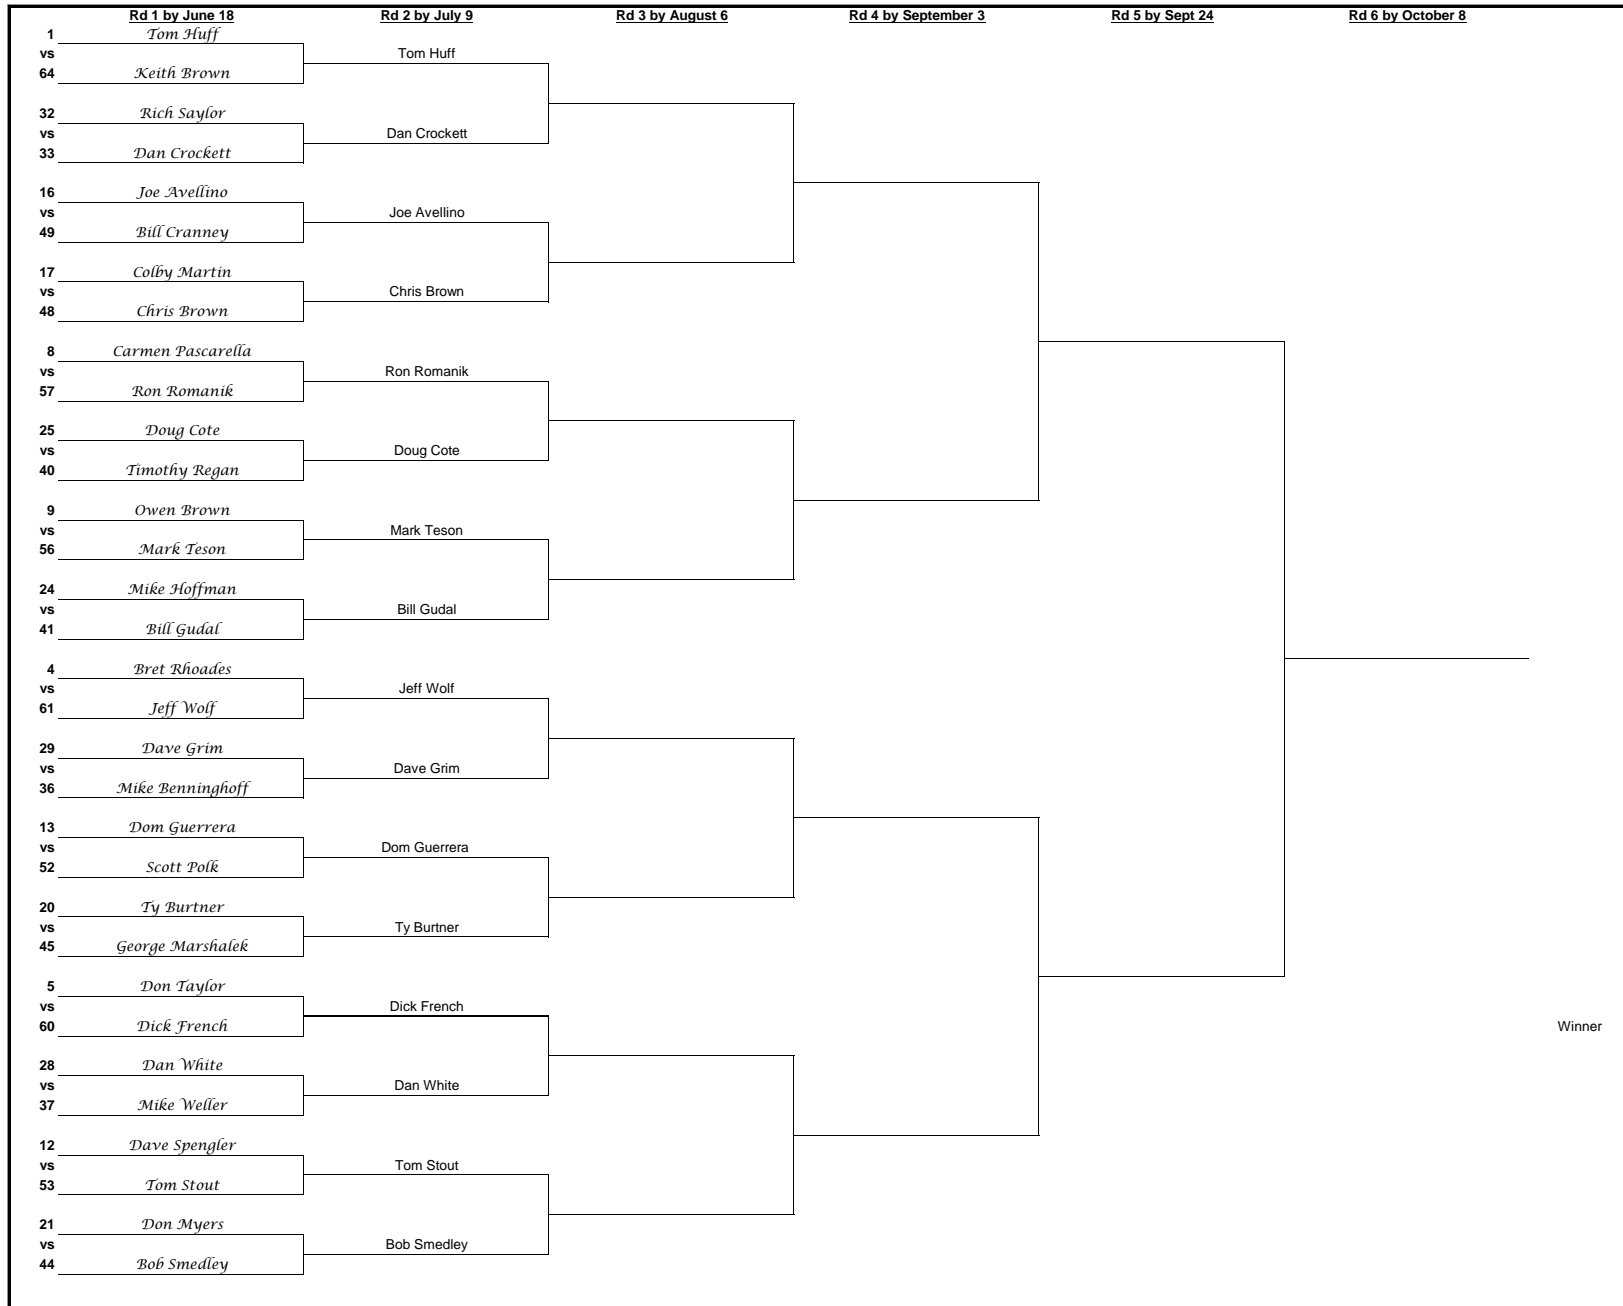 Rd 1 by June 18 Rd 2 by July 9 Rd 3 by August 6 Rd 4 by September 3 Rd 5 by Sept 24 Rd 6 by October 8
1 Tom Huff
vs Tom Huff
64 Keith Brown
32 Rich Saylor
vs Dan Crockett
33 Dan Crockett
16 Joe Avellino
vs Joe Avellino
49 Bill Cranney
17 Colby Martin
vs Chris Brown
48 Chris Brown
8 Carmen Pascarella
vs Ron Romanik
57 Ron Romanik
25 Doug Cote
vs Doug Cote
40 Timothy Regan
9 Owen Brown
vs Mark Teson
56 Mark Teson
24 Mike Hoffman
vs Bill Gudal
41 Bill Gudal
4 Bret Rhoades
vs Jeff Wolf
61 Jeff Wolf
29 Dave Grim
vs Dave Grim
36 Mike Benninghoff
13 Dom Guerrera
vs Dom Guerrera
52 Scott Polk
20 Ty Burtner
vs Ty Burtner
45 George Marshalek
5 Don Taylor
vs Dick French
60 Dick French Winner
28 Dan White
vs Dan White
37 Mike Weller
12 Dave Spengler
vs Tom Stout
53 Tom Stout
21 Don Myers
vs Bob Smedley
44 Bob Smedley